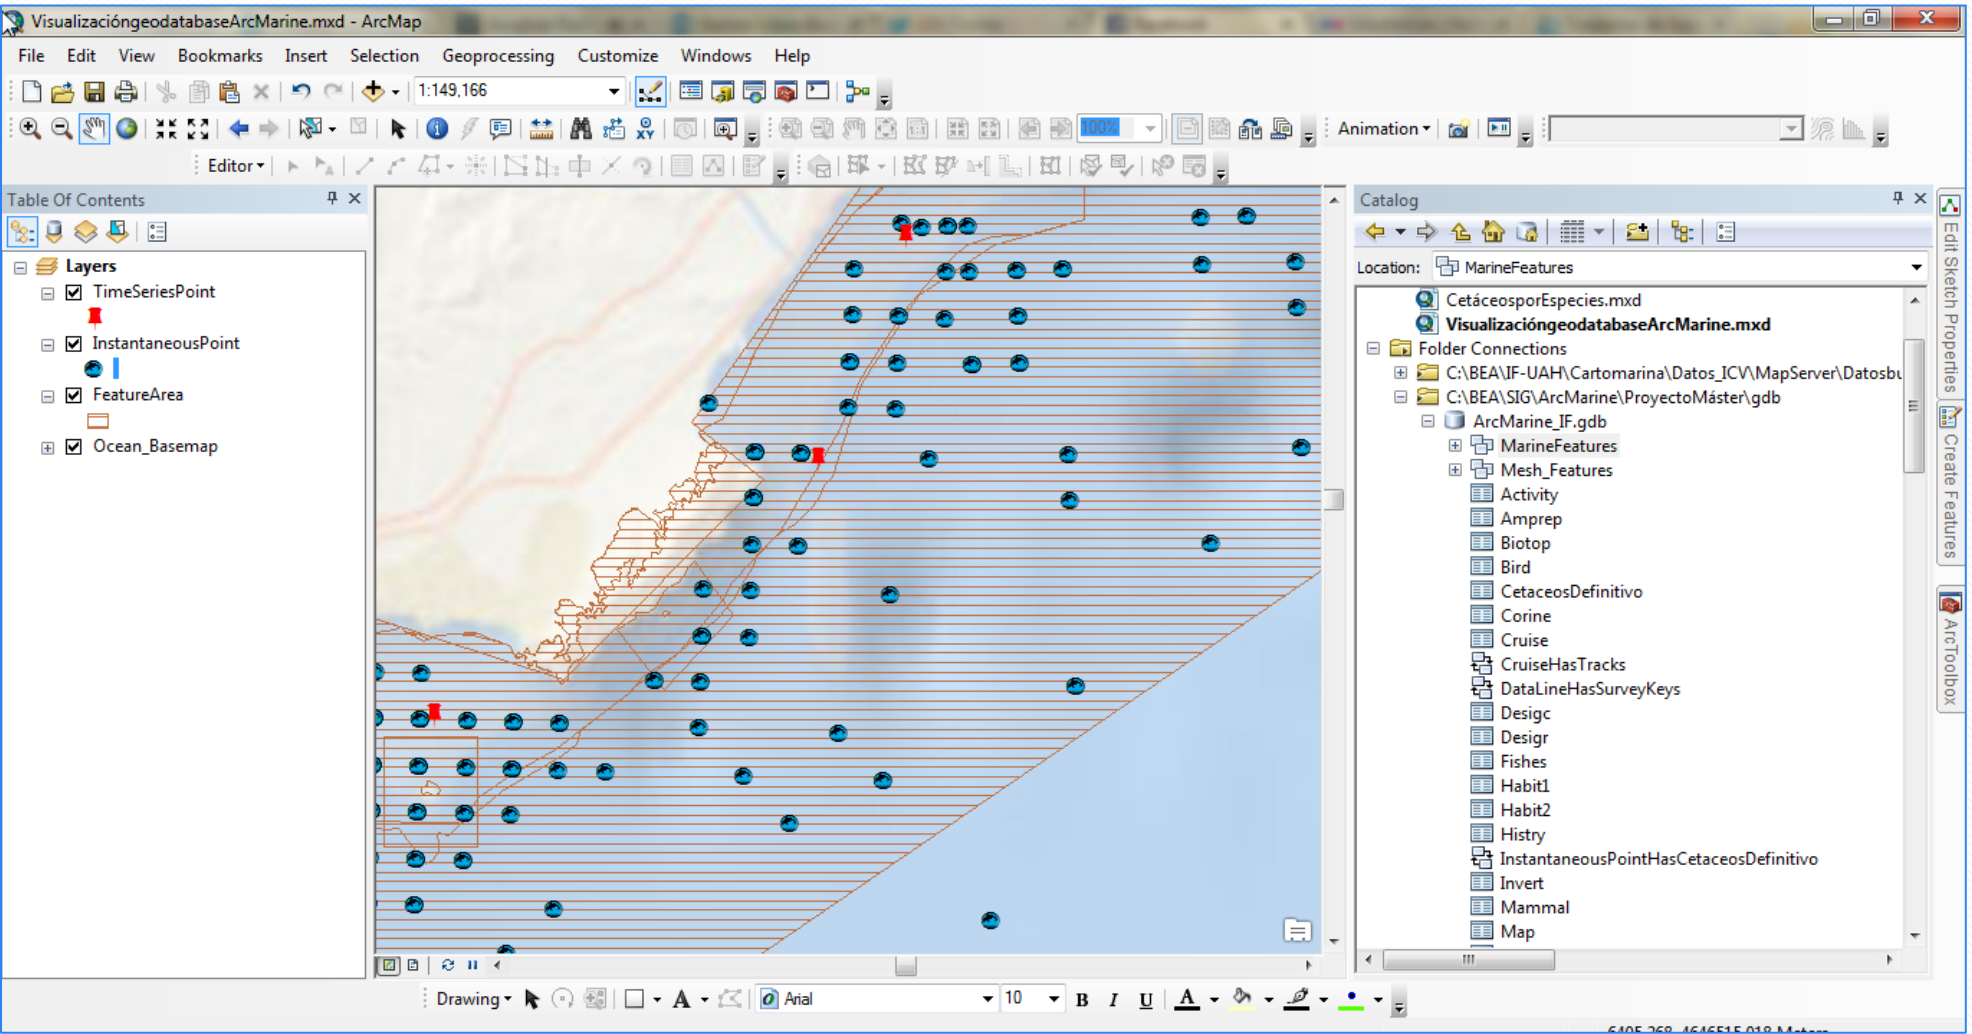 VisualizacióngeodatabaseArcMarine.mxd - ArcMap
File Edit View Bookmarks Insert Selection Geoprocessing Customize Windows Help
1:149,166
100%
Animation
Editor
Table Of Contents
Layers
TimeSeriesPoint
InstantaneousPoint
FeatureArea
Ocean_Basemap
Catalog
Location: MarineFeatures
CetáceosporEspecies.mxd
VisualizacióngeodatabaseArcMarine.mxd
Folder Connections
C:\BEA\IF-UAH\Cartomarina\Datos_ICV\MapServer\Datosbu
C:\BEA\SIG\ArcMarine\ProyectoMáster\gdb
ArcMarine_IF.gdb
MarineFeatures
Mesh_Features
Activity
Amprep
Biotop
Bird
CetaceosDefinitivo
Corine
Cruise
CruiseHasTracks
DataLineHasSurveyKeys
Desigc
Desigr
Fishes
Habit1
Habit2
Histry
InstantaneousPointHasCetaceosDefinitivo
Invert
Mammal
Map
Edit Sketch Properties
Create Features
ArcToolbox
Drawing
A
Arial
10
B I U A